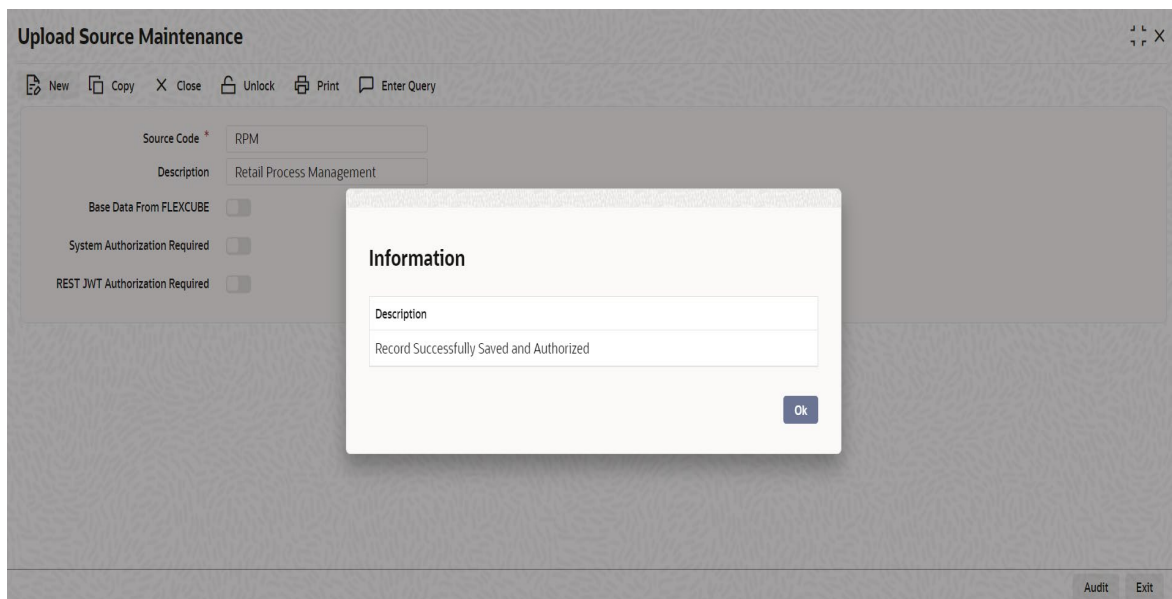 Upload Source Maintenance
New Copy Close Unlock Print Enter Query
Source Code * RPM
Description Retail Process Management
Base Data From FLEXCUBE
System Authorization Required
REST JWT Authorization Required
Information
Description
Record Successfully Saved and Authorized
Ok
Audit Exit